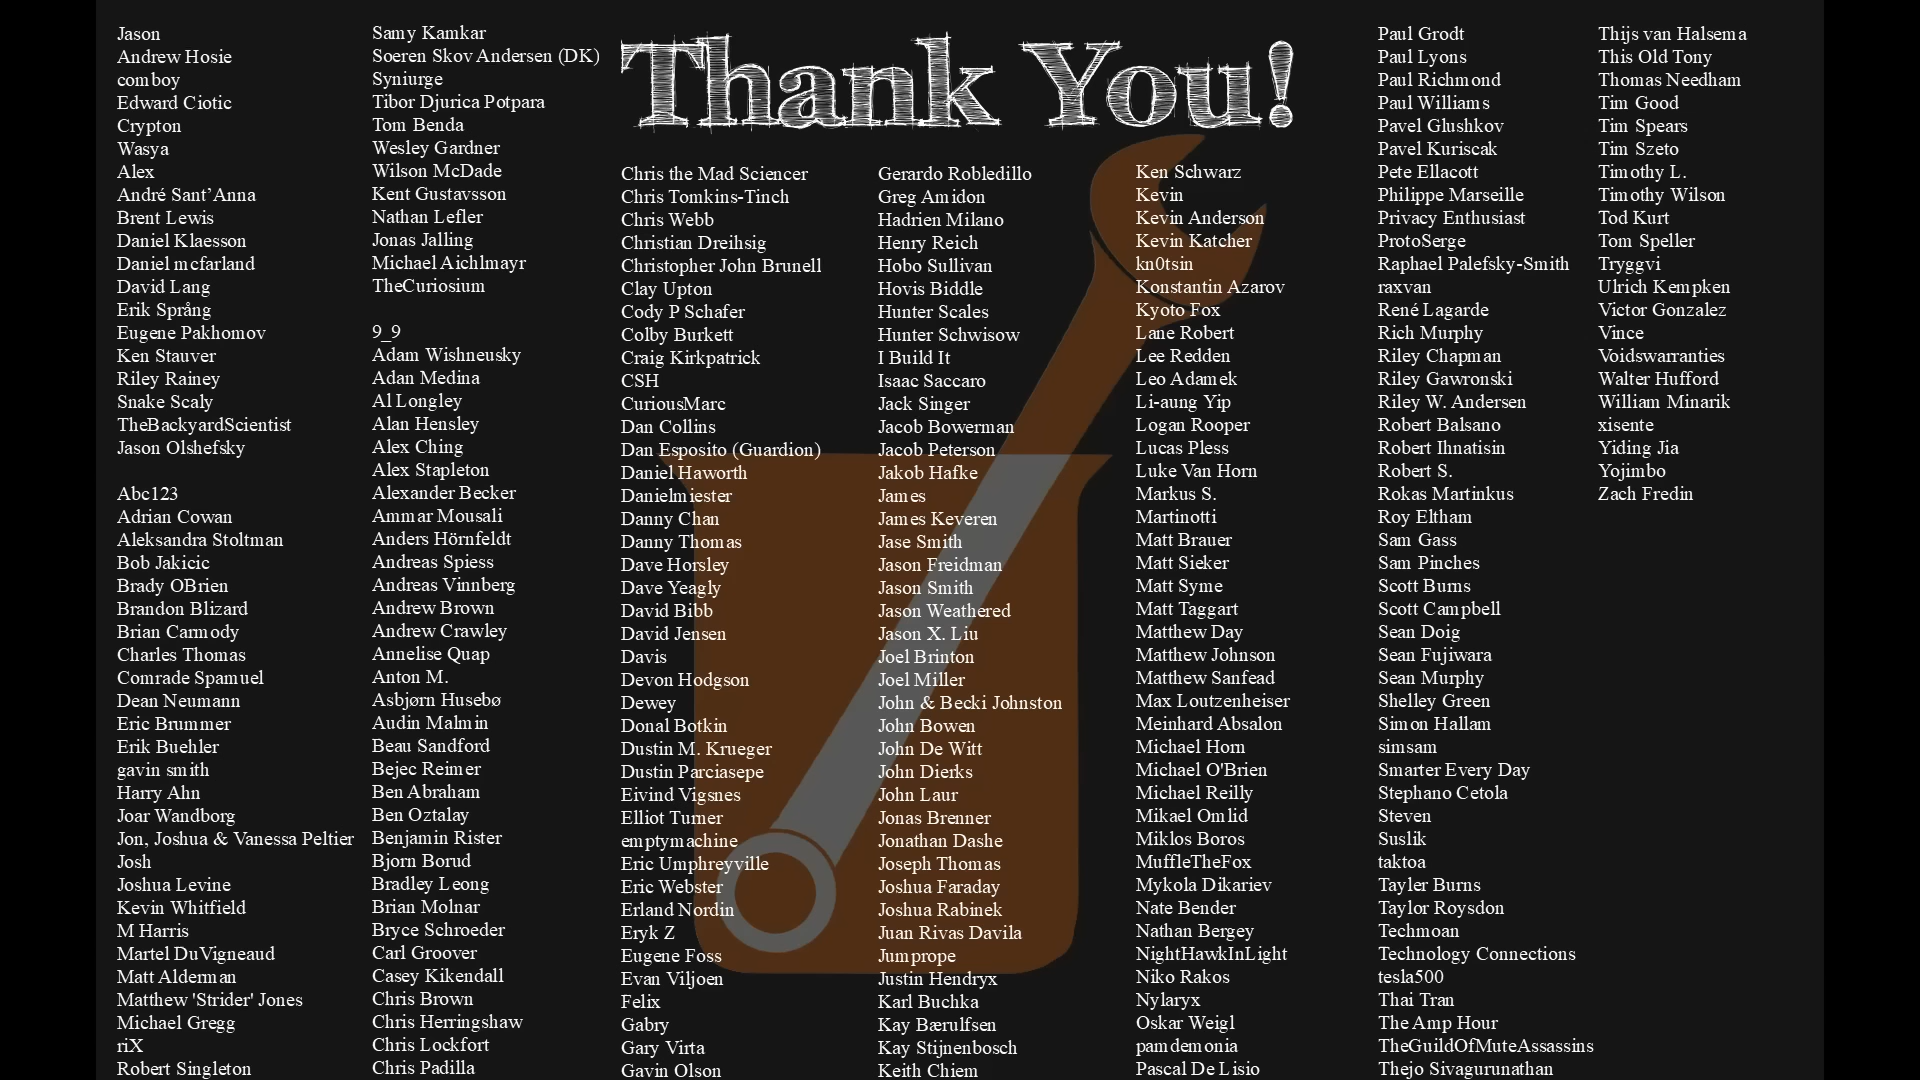 Jason
Andrew Hosie
comboy
Edward Ciotic
Crypton
Wasya
Alex
André Sant’Anna
Brent Lewis
Daniel Klaesson
Daniel mcfarland
David Lang
Erik Språng
Eugene Pakhomov
Ken Stauver
Riley Rainey
Snake Scaly
TheBackyardScientist
Jason Olshefsky
Abc123
Adrian Cowan
Aleksandra Stoltman
Bob Jakicic
Brady OBrien
Brandon Blizard
Brian Carmody
Charles Thomas
Comrade Spamuel
Dean Neumann
Eric Brummer
Erik Buehler
gavin smith
Harry Ahn
Joar Wandborg
Jon, Joshua & Vanessa Peltier
Josh
Joshua Levine
Kevin Whitfield
M Harris
Martel DuVigneaud
Matt Alderman
Matthew 'Strider' Jones
Michael Gregg
riX
Robert Singleton
Samy Kamkar
Soeren Skov Andersen (DK)
Syniurge
Tibor Djurica Potpara
Tom Benda
Wesley Gardner
Wilson McDade
Kent Gustavsson
Nathan Lefler
Jonas Jalling
Michael Aichlmayr
TheCuriosium
9_9
Adam Wishneusky
Adan Medina
Al Longley
Alan Hensley
Alex Ching
Alex Stapleton
Alexander Becker
Ammar Mousali
Anders Hörnfeldt
Andreas Spiess
Andreas Vinnberg
Andrew Brown
Andrew Crawley
Annelise Quap
Anton M.
Asbjørn Husebø
Audin Malmin
Beau Sandford
Bejec Reimer
Ben Abraham
Ben Oztalay
Benjamin Rister
Bjorn Borud
Bradley Leong
Brian Molnar
Bryce Schroeder
Carl Groover
Casey Kikendall
Chris Brown
Chris Herringshaw
Chris Lockfort
Chris Padilla
Thank You!
Chris the Mad Sciencer
Chris Tomkins-Tinch
Chris Webb
Christian Dreihsig
Christopher John Brunell
Clay Upton
Cody P Schafer
Colby Burkett
Craig Kirkpatrick
CSH
CuriousMarc
Dan Collins
Dan Esposito (Guardion)
Daniel Haworth
Danielmiester
Danny Chan
Danny Thomas
Dave Horsley
Dave Yeagly
David Bibb
David Jensen
Davis
Devon Hodgson
Dewey
Donal Botkin
Dustin M. Krueger
Dustin Parciasepe
Eivind Vigsnes
Elliot Turner
emptymachine
Eric Umphreyville
Eric Webster
Erland Nordin
Eryk Z
Eugene Foss
Evan Viljoen
Felix
Gabry
Gary Virta
Gavin Olson
Gerardo Robledillo
Greg Amidon
Hadrien Milano
Henry Reich
Hobo Sullivan
Hovis Biddle
Hunter Scales
Hunter Schwisow
I Build It
Isaac Saccaro
Jack Singer
Jacob Bowerman
Jacob Peterson
Jakob Hafke
James
James Keveren
Jase Smith
Jason Freidman
Jason Smith
Jason Weathered
Jason X. Liu
Joel Brinton
Joel Miller
John & Becki Johnston
John Bowen
John De Witt
John Dierks
John Laur
Jonas Brenner
Jonathan Dashe
Joseph Thomas
Joshua Faraday
Joshua Rabinek
Juan Rivas Davila
Jumprope
Justin Hendryx
Karl Buchka
Kay Bærulfsen
Kay Stijnenbosch
Keith Chiem
Ken Schwarz
Kevin
Kevin Anderson
Kevin Katcher
kn0tsin
Konstantin Azarov
Kyoto Fox
Lane Robert
Lee Redden
Leo Adamek
Li-aung Yip
Logan Rooper
Lucas Pless
Luke Van Horn
Markus S.
Martinotti
Matt Brauer
Matt Sieker
Matt Syme
Matt Taggart
Matthew Day
Matthew Johnson
Matthew Sanfead
Max Loutzenheiser
Meinhard Absalon
Michael Horn
Michael O'Brien
Michael Reilly
Mikael Omlid
Miklos Boros
MuffleTheFox
Mykola Dikariev
Nate Bender
Nathan Bergey
NightHawkInLight
Niko Rakos
Nylaryx
Oskar Weigl
pamdemonia
Pascal De Lisio
Paul Grodt
Paul Lyons
Paul Richmond
Paul Williams
Pavel Glushkov
Pavel Kuriscak
Pete Ellacott
Philippe Marseille
Privacy Enthusiast
ProtoSerge
Raphael Palefsky-Smith
raxvan
René Lagarde
Rich Murphy
Riley Chapman
Riley Gawronski
Riley W. Andersen
Robert Balsano
Robert Ihnatisin
Robert S.
Rokas Martinkus
Roy Eltham
Sam Gass
Sam Pinches
Scott Burns
Scott Campbell
Sean Doig
Sean Fujiwara
Sean Murphy
Shelley Green
Simon Hallam
simsam
Smarter Every Day
Stephano Cetola
Steven
Suslik
taktoa
Tayler Burns
Taylor Roysdon
Techmoan
Technology Connections
tesla500
Thai Tran
The Amp Hour
TheGuildOfMuteAssassins
Thejo Sivagurunathan
Thijs van Halsema
This Old Tony
Thomas Needham
Tim Good
Tim Spears
Tim Szeto
Timothy L.
Timothy Wilson
Tod Kurt
Tom Speller
Tryggvi
Ulrich Kempken
Victor Gonzalez
Vince
Voidswarranties
Walter Hufford
William Minarik
xisente
Yiding Jia
Yojimbo
Zach Fredin